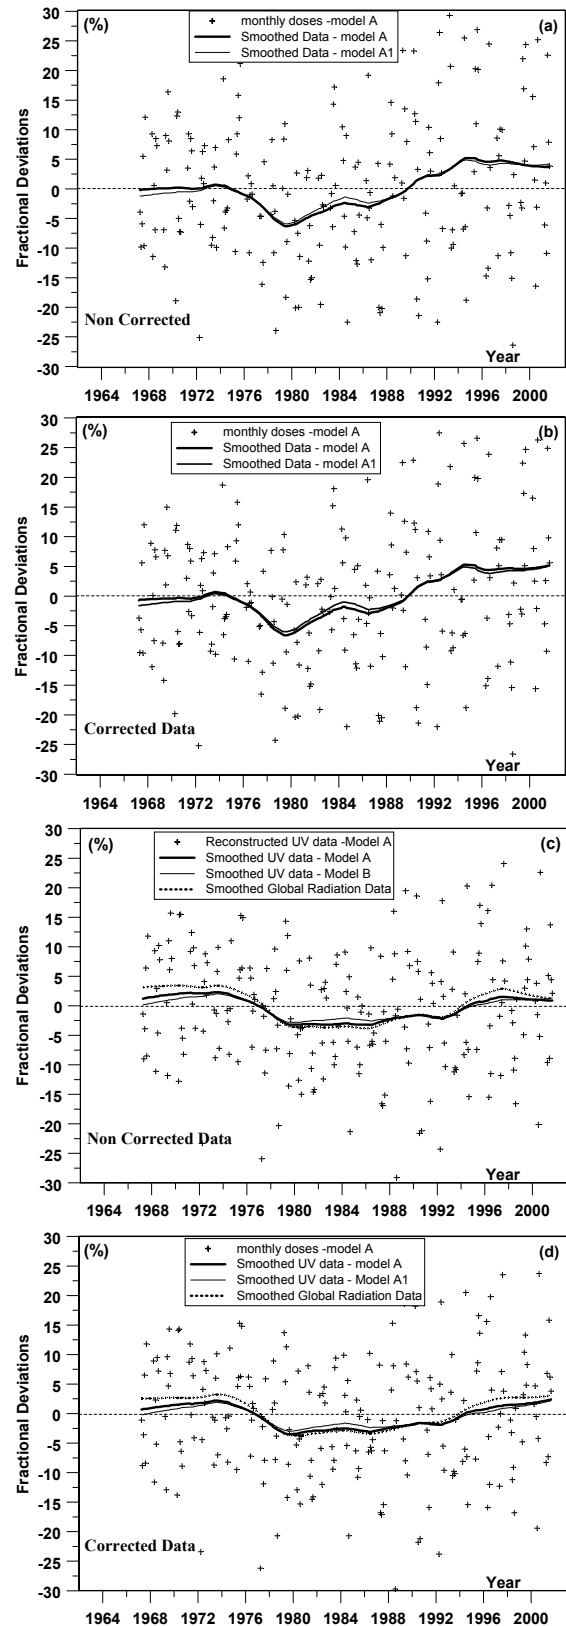 (%)
(a)
monthly doses -model A
Smoothed Data - model A
Smoothed Data - model A1
30
25
20
15
10
5
0
-5
-10
-15
-20
-25
-30
Fractional Deviations
Non Corrected
Year
1964 1968 1972 1976 1980 1984 1988 1992 1996 2000
(%)
(b)
monthly doses -model A
Smoothed Data - model A
Smoothed Data - model A1
30
25
20
15
10
5
0
-5
-10
-15
-20
-25
-30
Fractional Deviations
Corrected Data
Year
1964 1968 1972 1976 1980 1984 1988 1992 1996 2000
(%)
(c)
Reconstructed UV data -Model A
Smoothed UV data - Model A
Smoothed UV data - Model B
Smoothed Global Radiation Data
30
25
20
15
10
5
0
-5
-10
-15
-20
-25
-30
Fractional Deviations
Non Corrected Data
Year
1964 1968 1972 1976 1980 1984 1988 1992 1996 2000
(%)
(d)
monthly doses -model A
Smoothed UV data - model A
Smoothed UV data - Model A1
Smoothed Global Radiation Data
30
25
20
15
10
5
0
-5
-10
-15
-20
-25
-30
Fractional Deviations
Corrected Data
Year
1964 1968 1972 1976 1980 1984 1988 1992 1996 2000